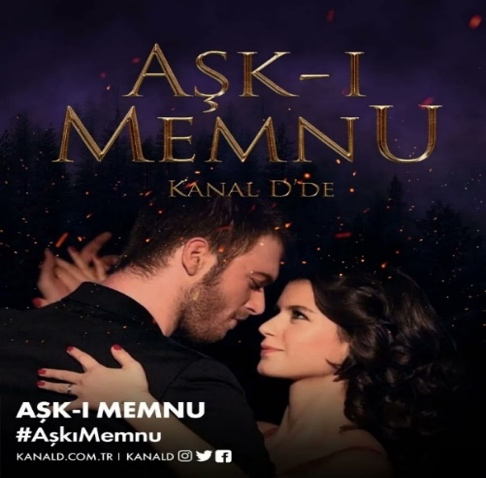 AŞK-I
MEMNU
KANAL D'DE
AŞK-I MEMNU
#AşkıMemnu
KANALD.COM.TR | KANALD